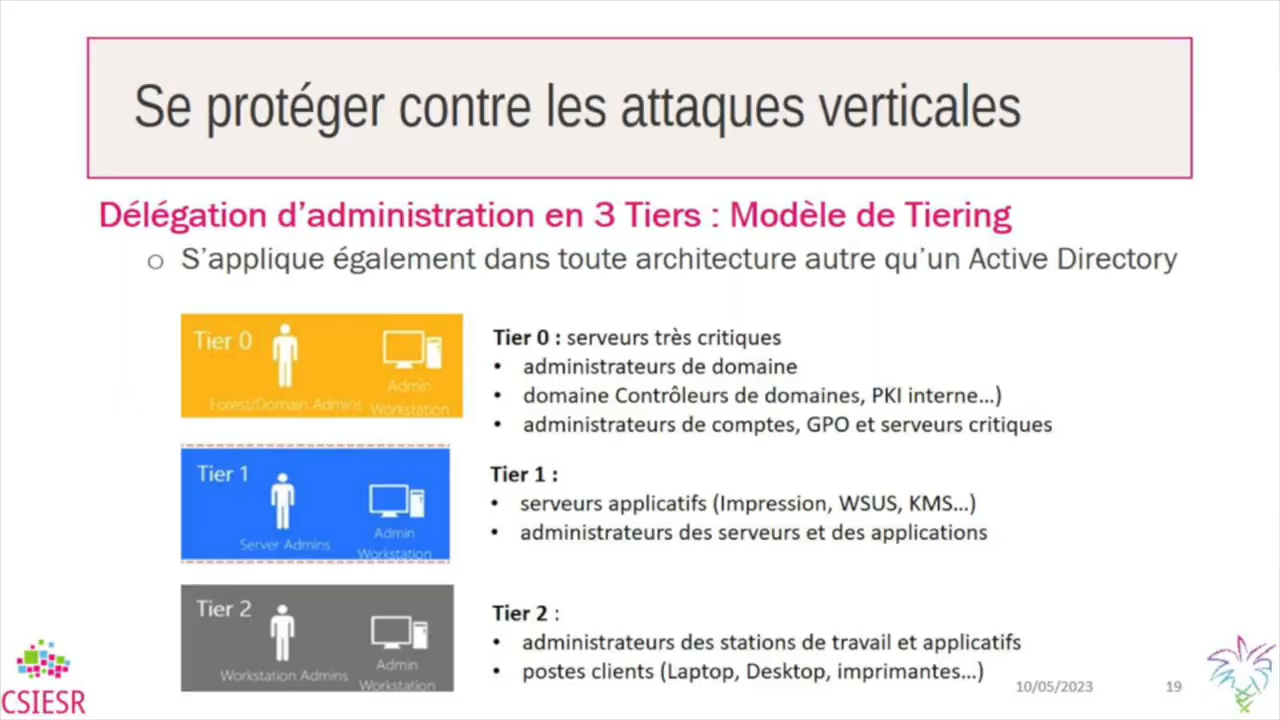 Se protéger contre les attaques verticales
Délégation d’administration en 3 Tiers : Modèle de Tiering
o S’applique également dans toute architecture autre qu’un Active Directory
Tier 0
Admin
Forest/Domain Admins
Workstation
Tier 0 : serveurs très critiques
• administrateurs de domaine
• domaine Contrôleurs de domaines, PKI interne…)
• administrateurs de comptes, GPO et serveurs critiques
Tier 1
Admin
Server Admins
Workstation
Tier 1 :
• serveurs applicatifs (Impression, WSUS, KMS…)
• administrateurs des serveurs et des applications
Tier 2
Admin
Workstation Admins
Workstation
Tier 2 :
• administrateurs des stations de travail et applicatifs
• postes clients (Laptop, Desktop, imprimantes…)
CSIESR
10/05/2023
19